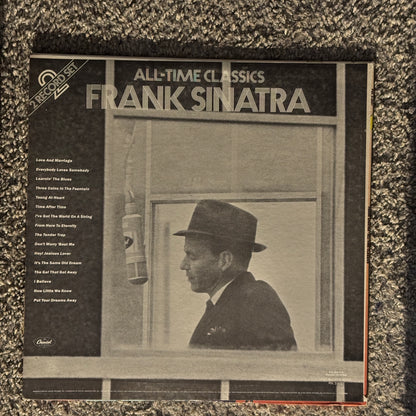 2 RECORD SET
ALL-TIME CLASSICS
FRANK SINATRA
Love And Marriage
Everybody Loves Somebody
Learnin' The Blues
Three Coins In The Fountain
Young At Heart
Time After Time
I've Got The World On A String
From Here To Eternity
The Tender Trap
Don't Worry 'Bout Me
Hey! Jealous Lover
It's The Same Old Dream
The Gal That Got Away
I Believe
How Little We Know
Put Your Dreams Away
Capitol